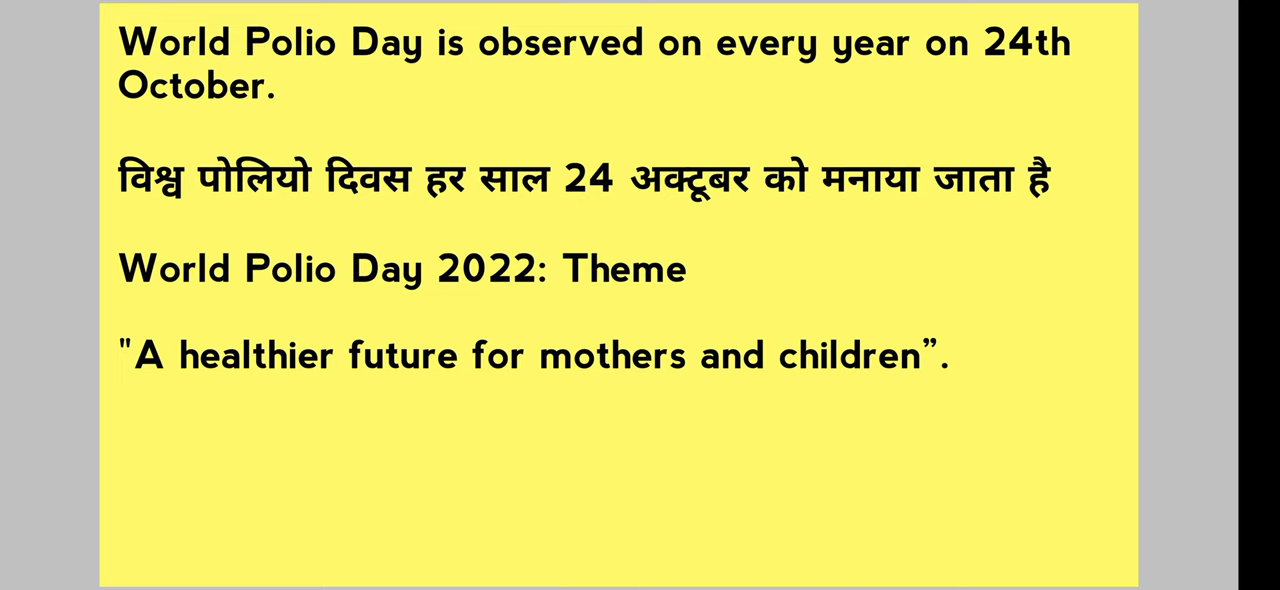 World Polio Day is observed on every year on 24th
October.
विश्व पोलियो दिवस हर साल 24 अक्टूबर को मनाया जाता है
World Polio Day 2022: Theme
"A healthier future for mothers and children”.